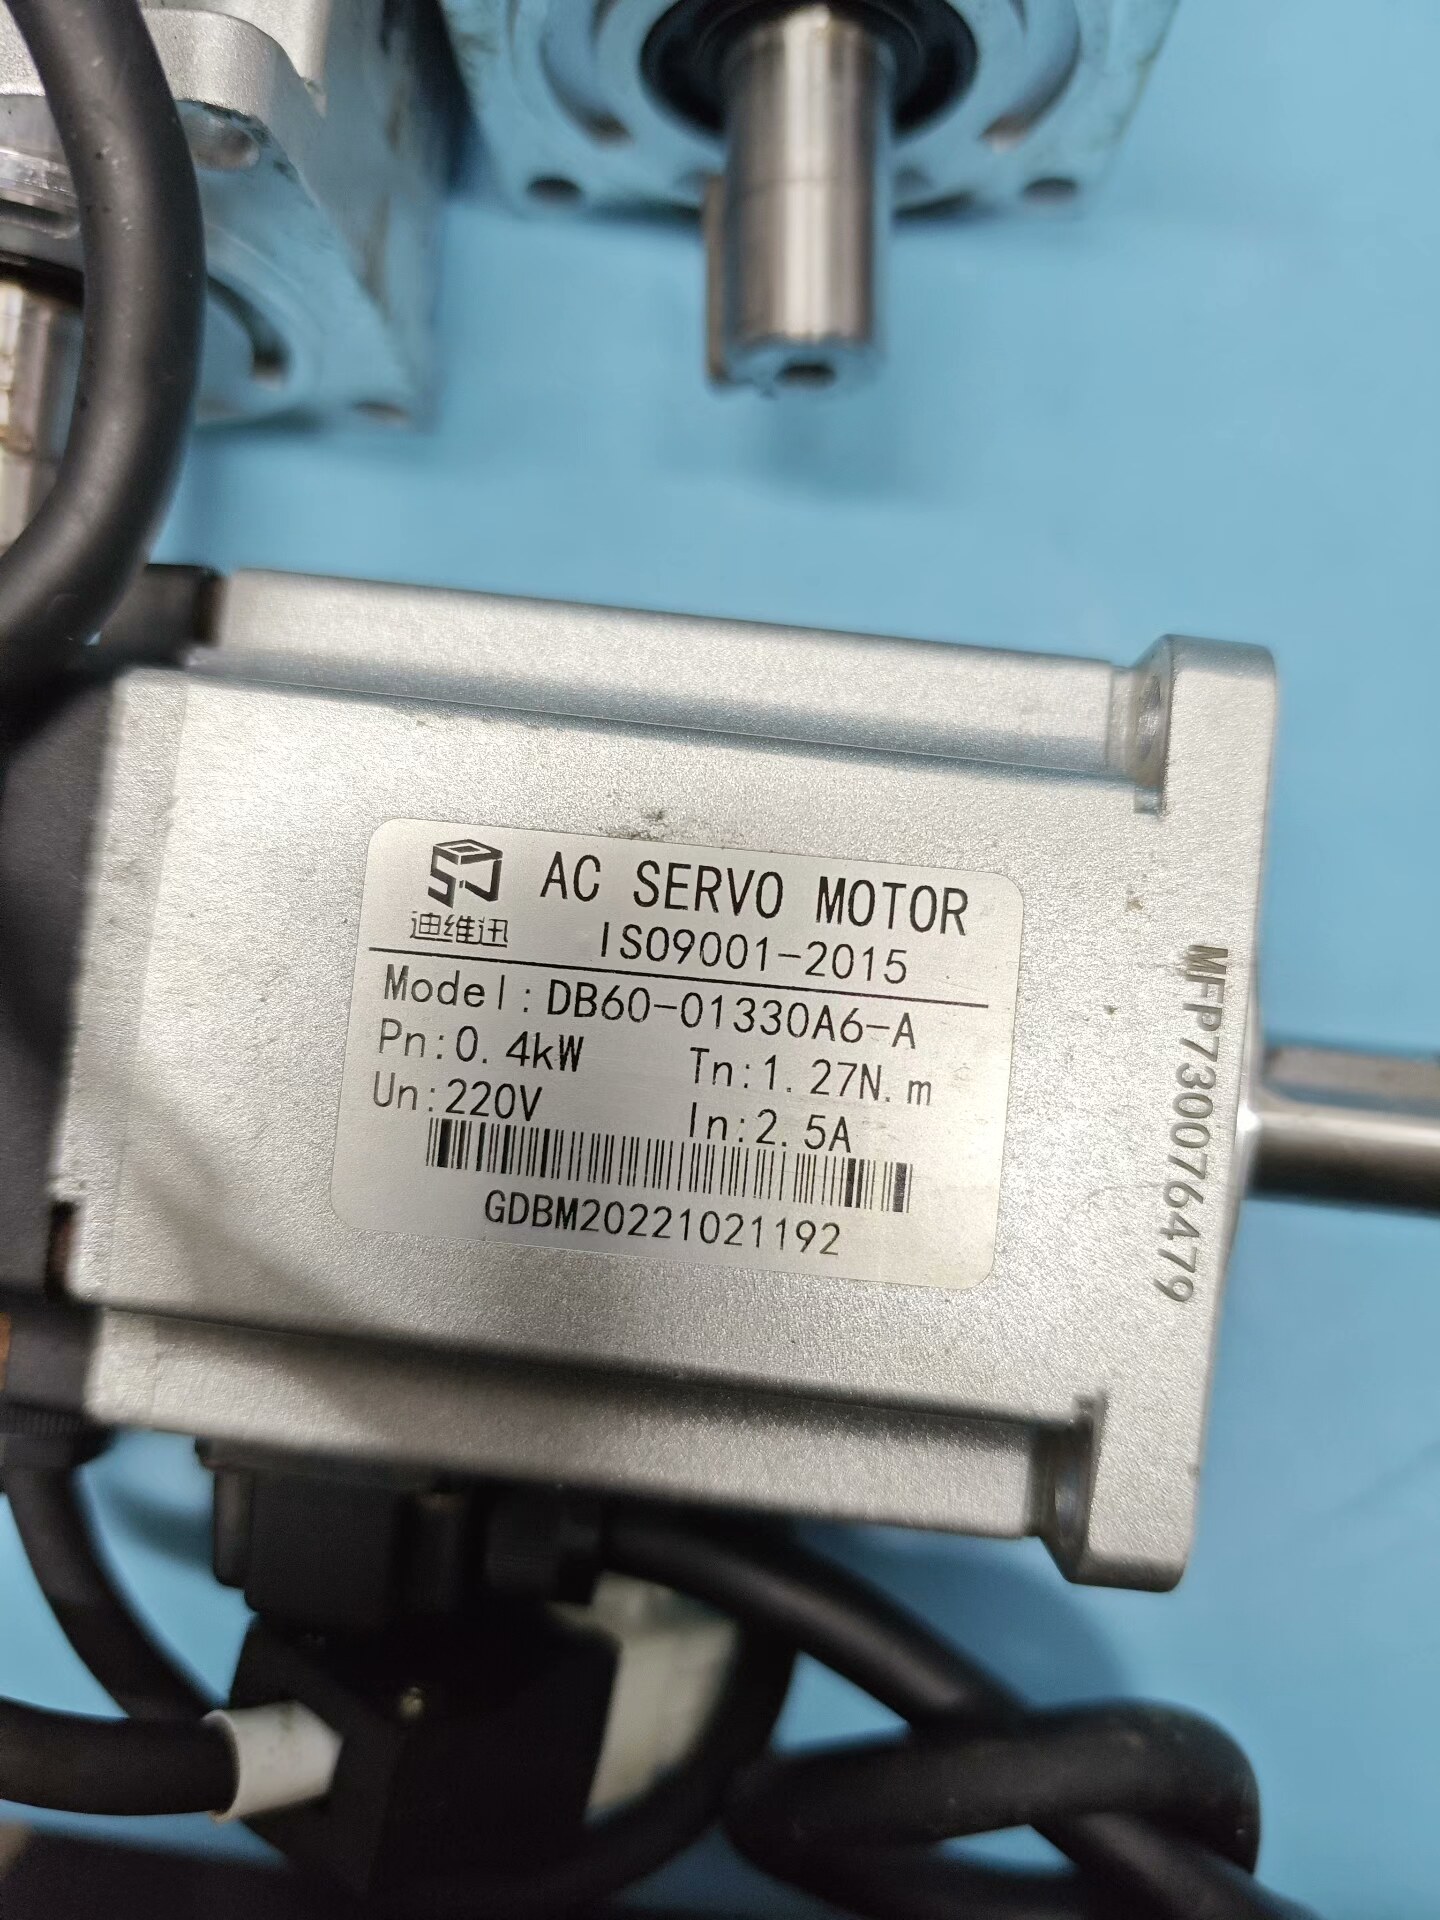 迪维迅
AC SERVO MOTOR
ISO9001-2015
Model:DB60-01330A6-A
Pn:0.4kW Tn:1.27N.m
Un:220V In:2.5A
GDBM20221021192
MFP730076479